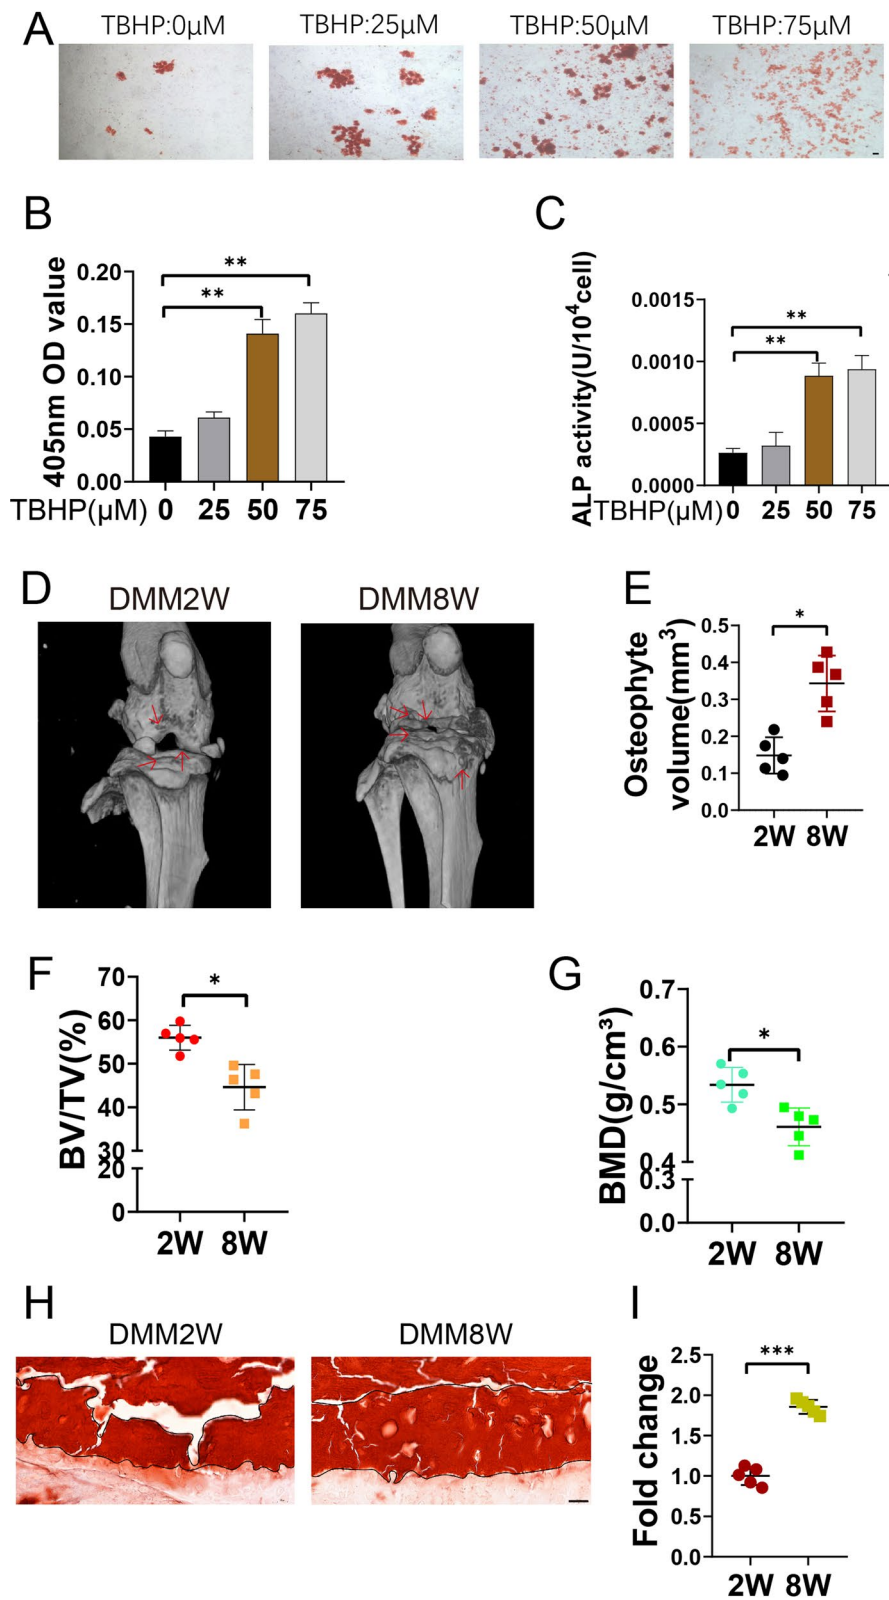 A
TBHP:0μM TBHP:25μM TBHP:50μM TBHP:75μM
B
405nm OD value
0.20
0.15
0.10
0.05
0.00
**
**
TBHP(μM) 0 25 50 75
C
ALP activity(U/10⁴cell)
0.0015
0.0010
0.0005
0.0000
**
**
TBHP(μM) 0 25 50 75
D
DMM2W DMM8W
E
Osteophyte
volume(mm³)
0.5
0.4
0.3
0.2
0.1
0.0
*
2W 8W
F
BV/TV(%)
70
60
50
40
30
20
0
*
2W 8W
G
BMD(g/cm³)
0.7
0.6
0.5
0.4
0.3
0.0
*
2W 8W
H
DMM2W DMM8W
I
Fold change
2.5
2.0
1.5
1.0
0.5
0.0
***
2W 8W